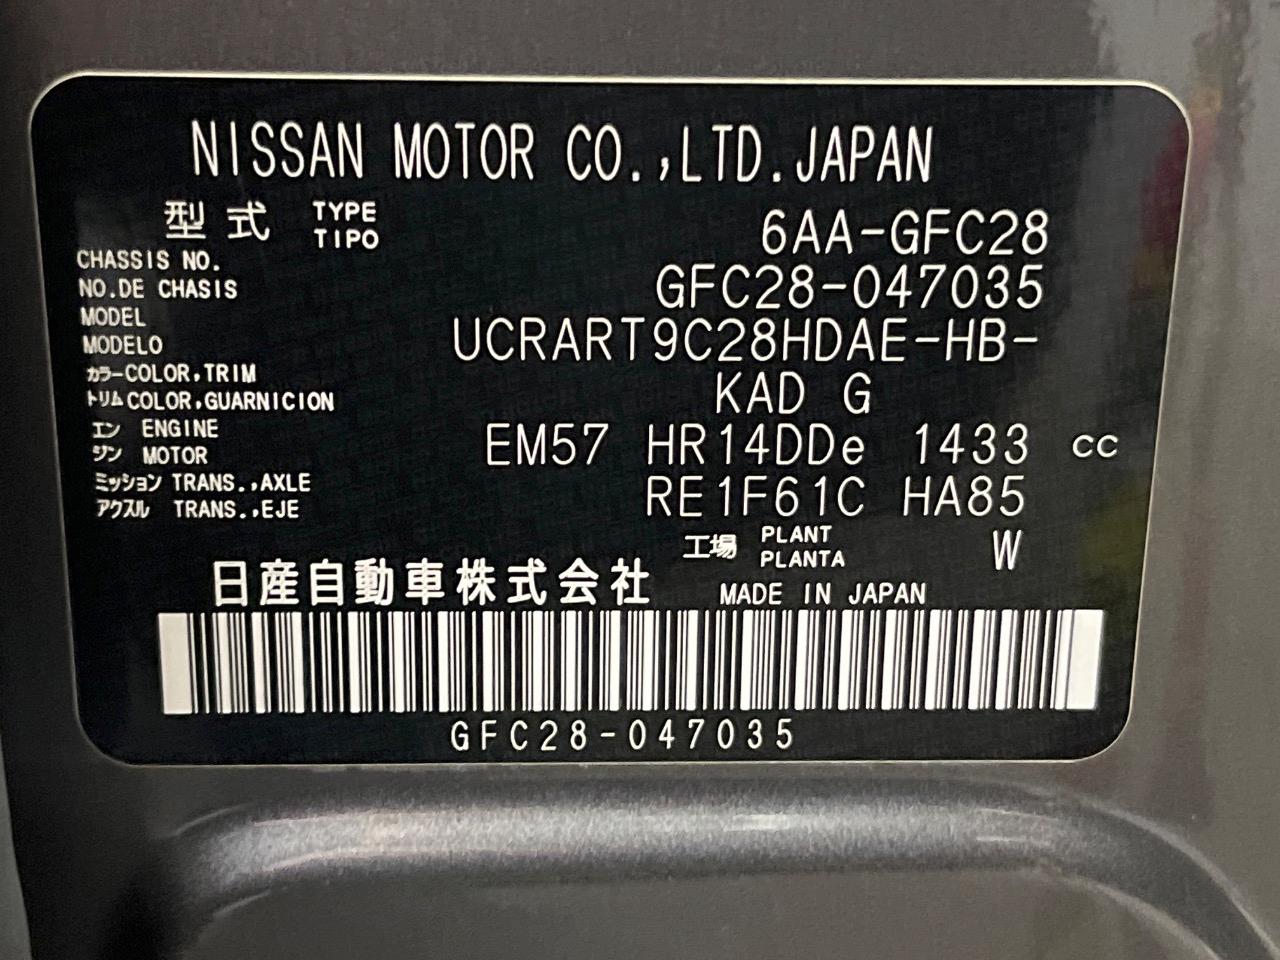 NISSAN MOTOR CO.,LTD.JAPAN
型式 TYPE TIPO 6AA-GFC28
CHASSIS NO.
NO.DE CHASIS GFC28-047035
MODEL
MODELO UCRART9C28HDAE-HB-
カラー COLOR,TRIM
トリム COLOR,GUARNICION KAD G
エン ENGINE
ジン MOTOR EM57 HR14DDe 1433 cc
ミッション TRANS.,AXLE
アクスル TRANS.,EJE RE1F61C HA85
工場 PLANT PLANTA W
日産自動車株式会社 MADE IN JAPAN
GFC28-047035